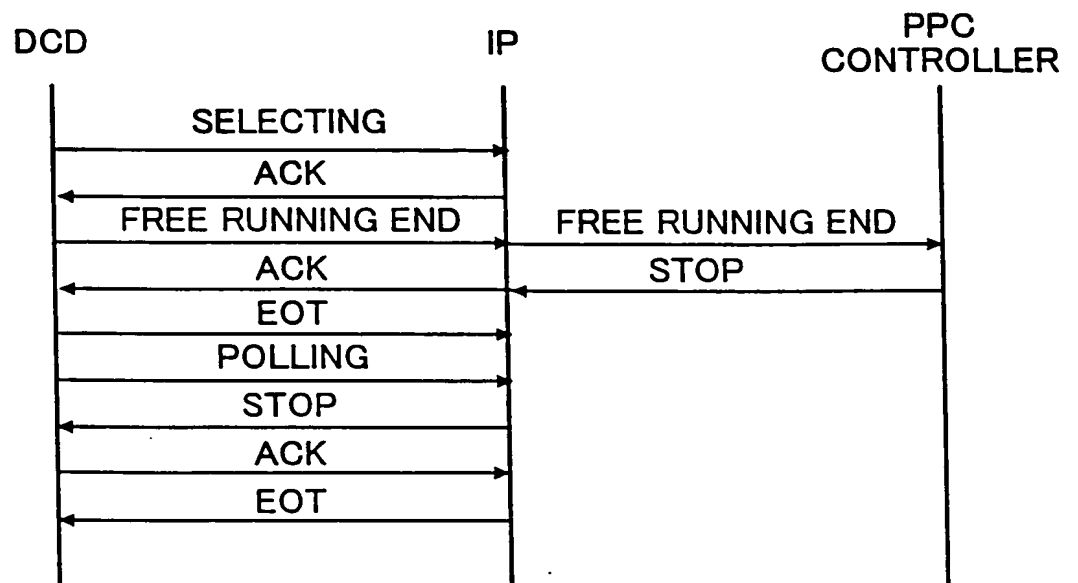 DCD
IP
PPC
CONTROLLER
SELECTING
ACK
FREE RUNNING END
FREE RUNNING END
ACK
STOP
EOT
POLLING
STOP
ACK
EOT